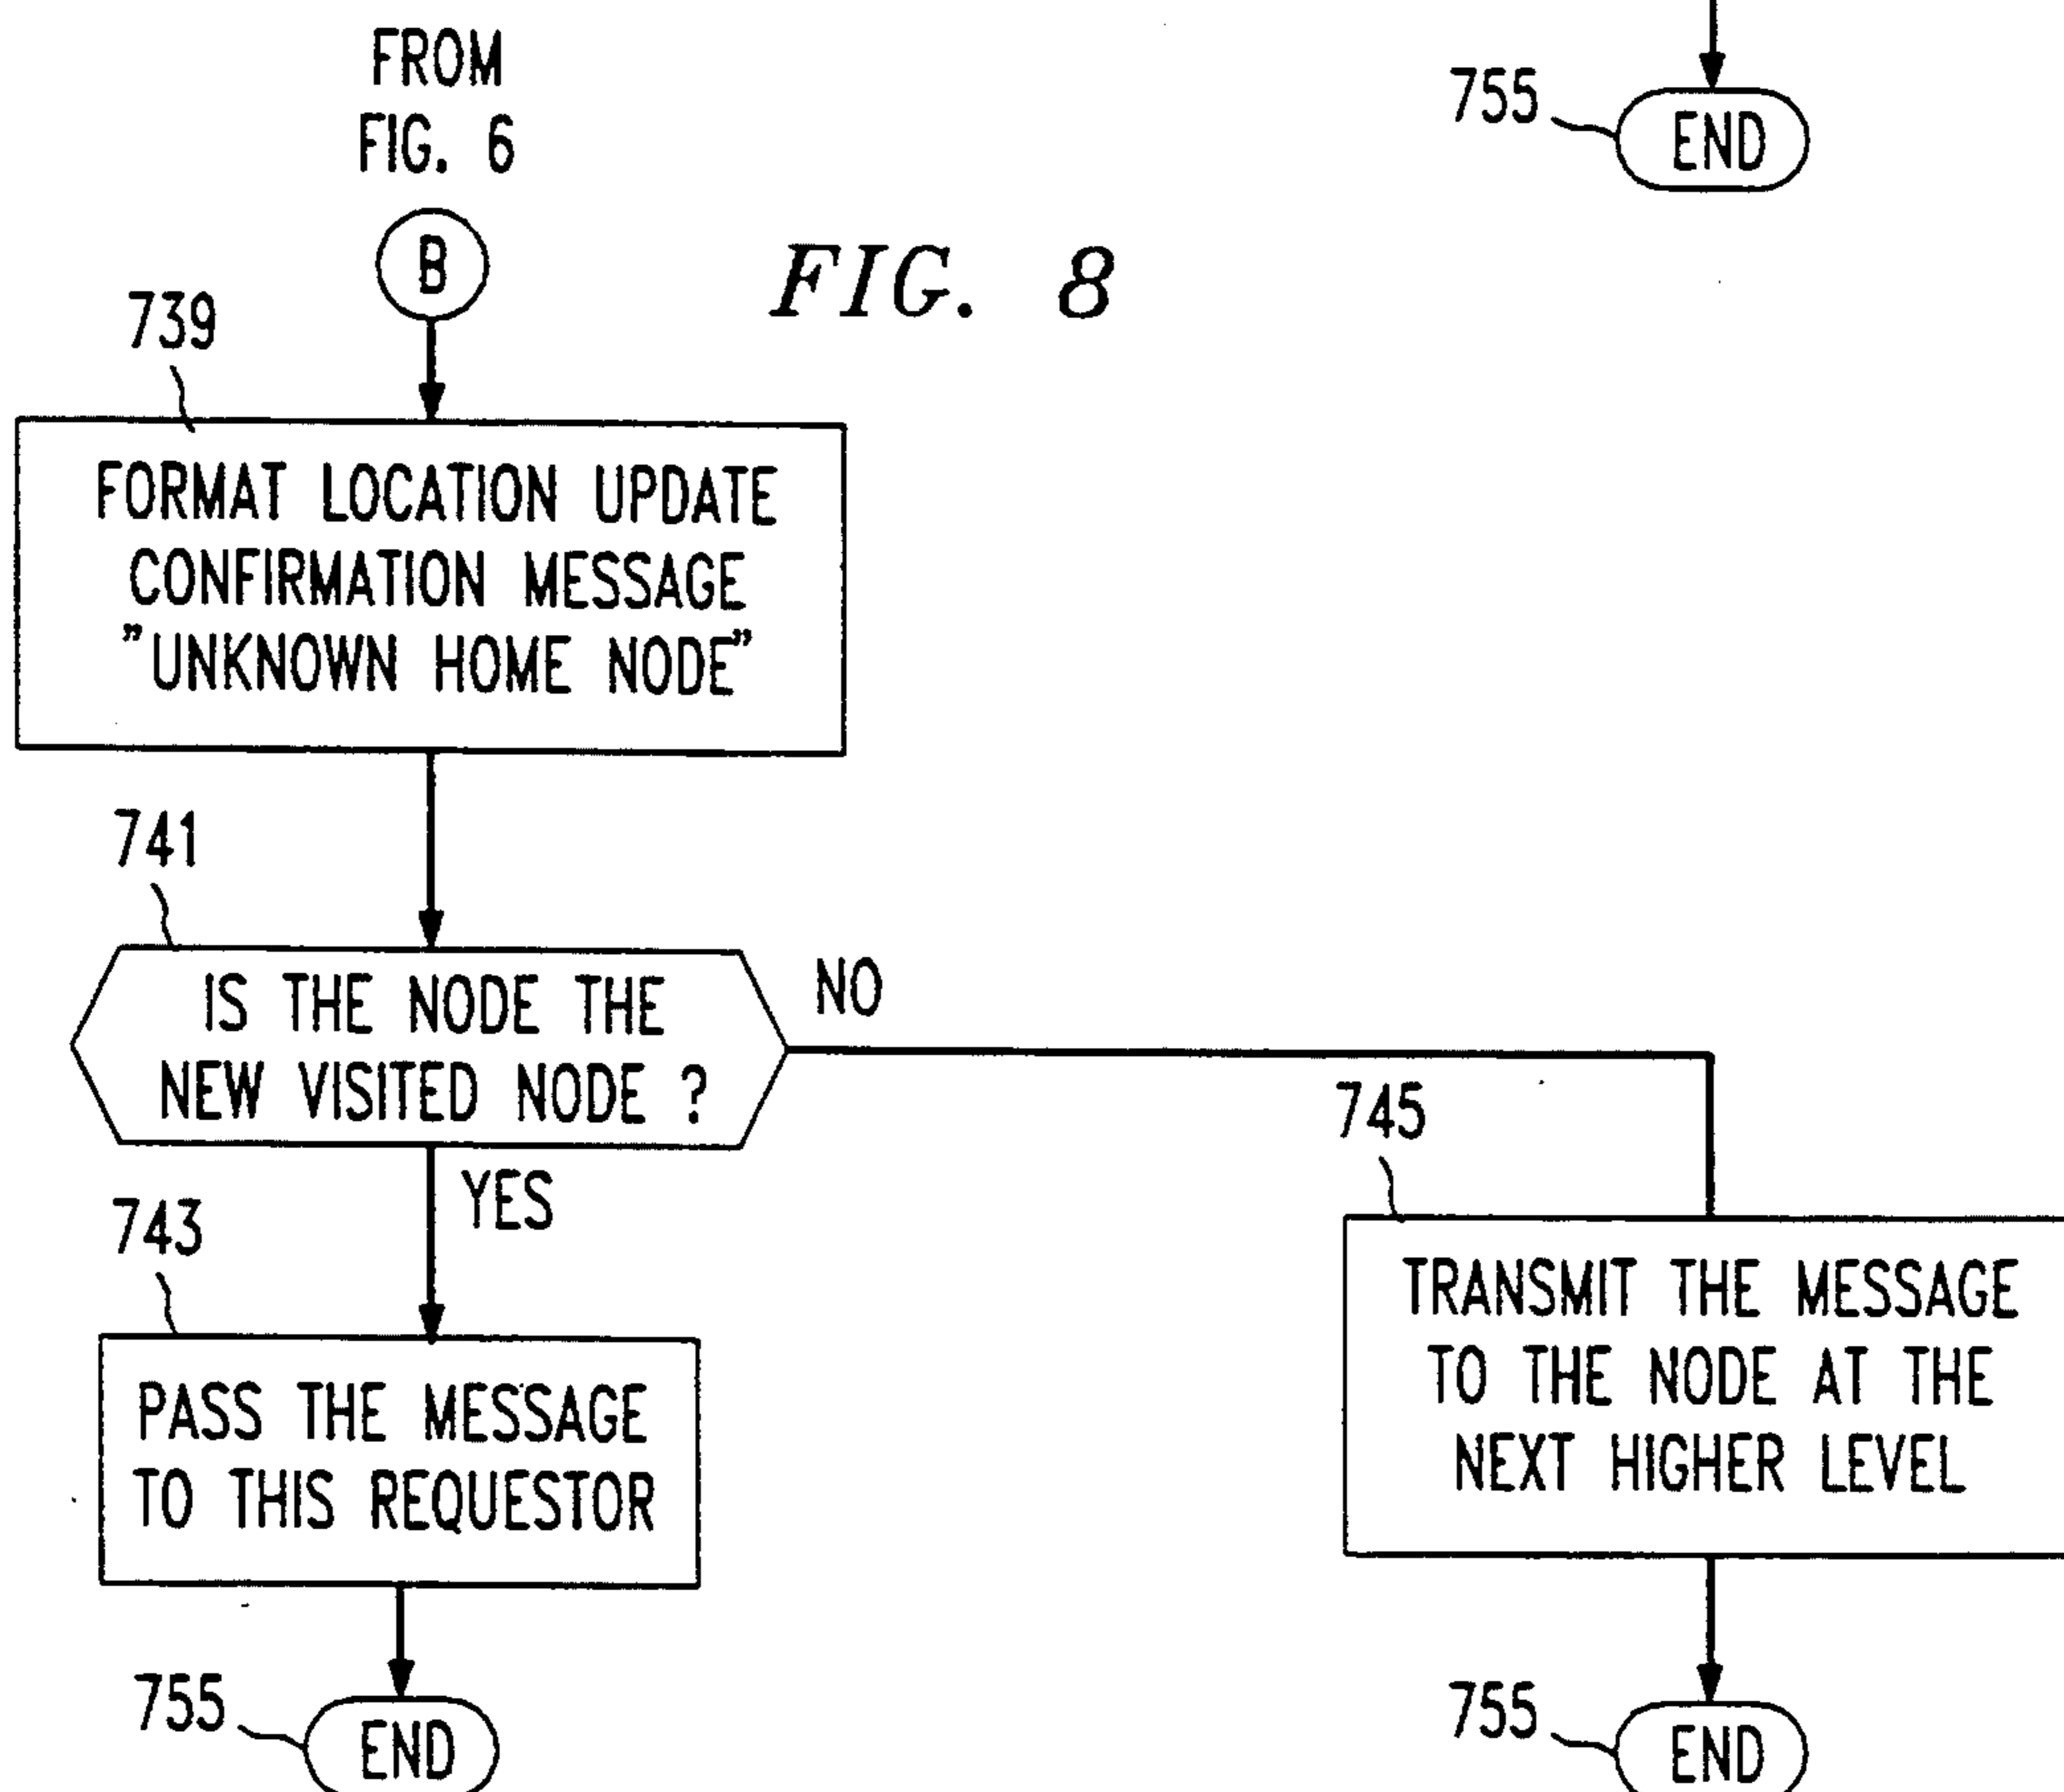 FROM
FIG. 6
755
END
B
FIG. 8
739
FORMAT LOCATION UPDATE
CONFIRMATION MESSAGE
"UNKNOWN HOME NODE"
741
IS THE NODE THE
NEW VISITED NODE ?
NO
YES
745
TRANSMIT THE MESSAGE
TO THE NODE AT THE
NEXT HIGHER LEVEL
743
PASS THE MESSAGE
TO THIS REQUESTOR
755
END
755
END